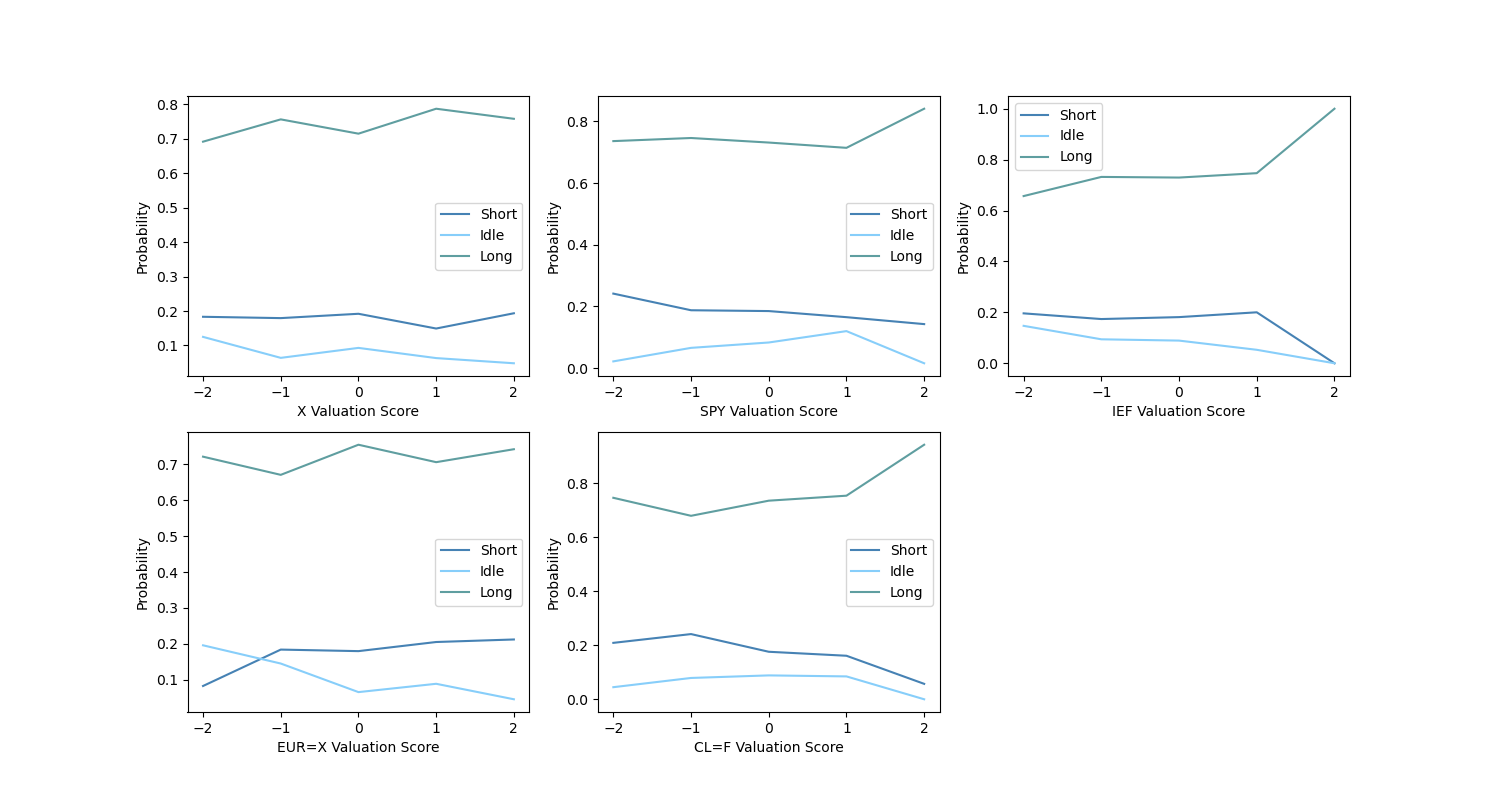 Probability
0.8
0.7
0.6
0.5
0.4
0.3
0.2
0.1
−2 −1 0 1 2
X Valuation Score
Short
Idle
Long
Probability
0.8
0.6
0.4
0.2
0.0
−2 −1 0 1 2
SPY Valuation Score
Short
Idle
Long
Probability
1.0
0.8
0.6
0.4
0.2
0.0
−2 −1 0 1 2
IEF Valuation Score
Short
Idle
Long
Probability
0.7
0.6
0.5
0.4
0.3
0.2
0.1
−2 −1 0 1 2
EUR=X Valuation Score
Short
Idle
Long
Probability
0.8
0.6
0.4
0.2
0.0
−2 −1 0 1 2
CL=F Valuation Score
Short
Idle
Long